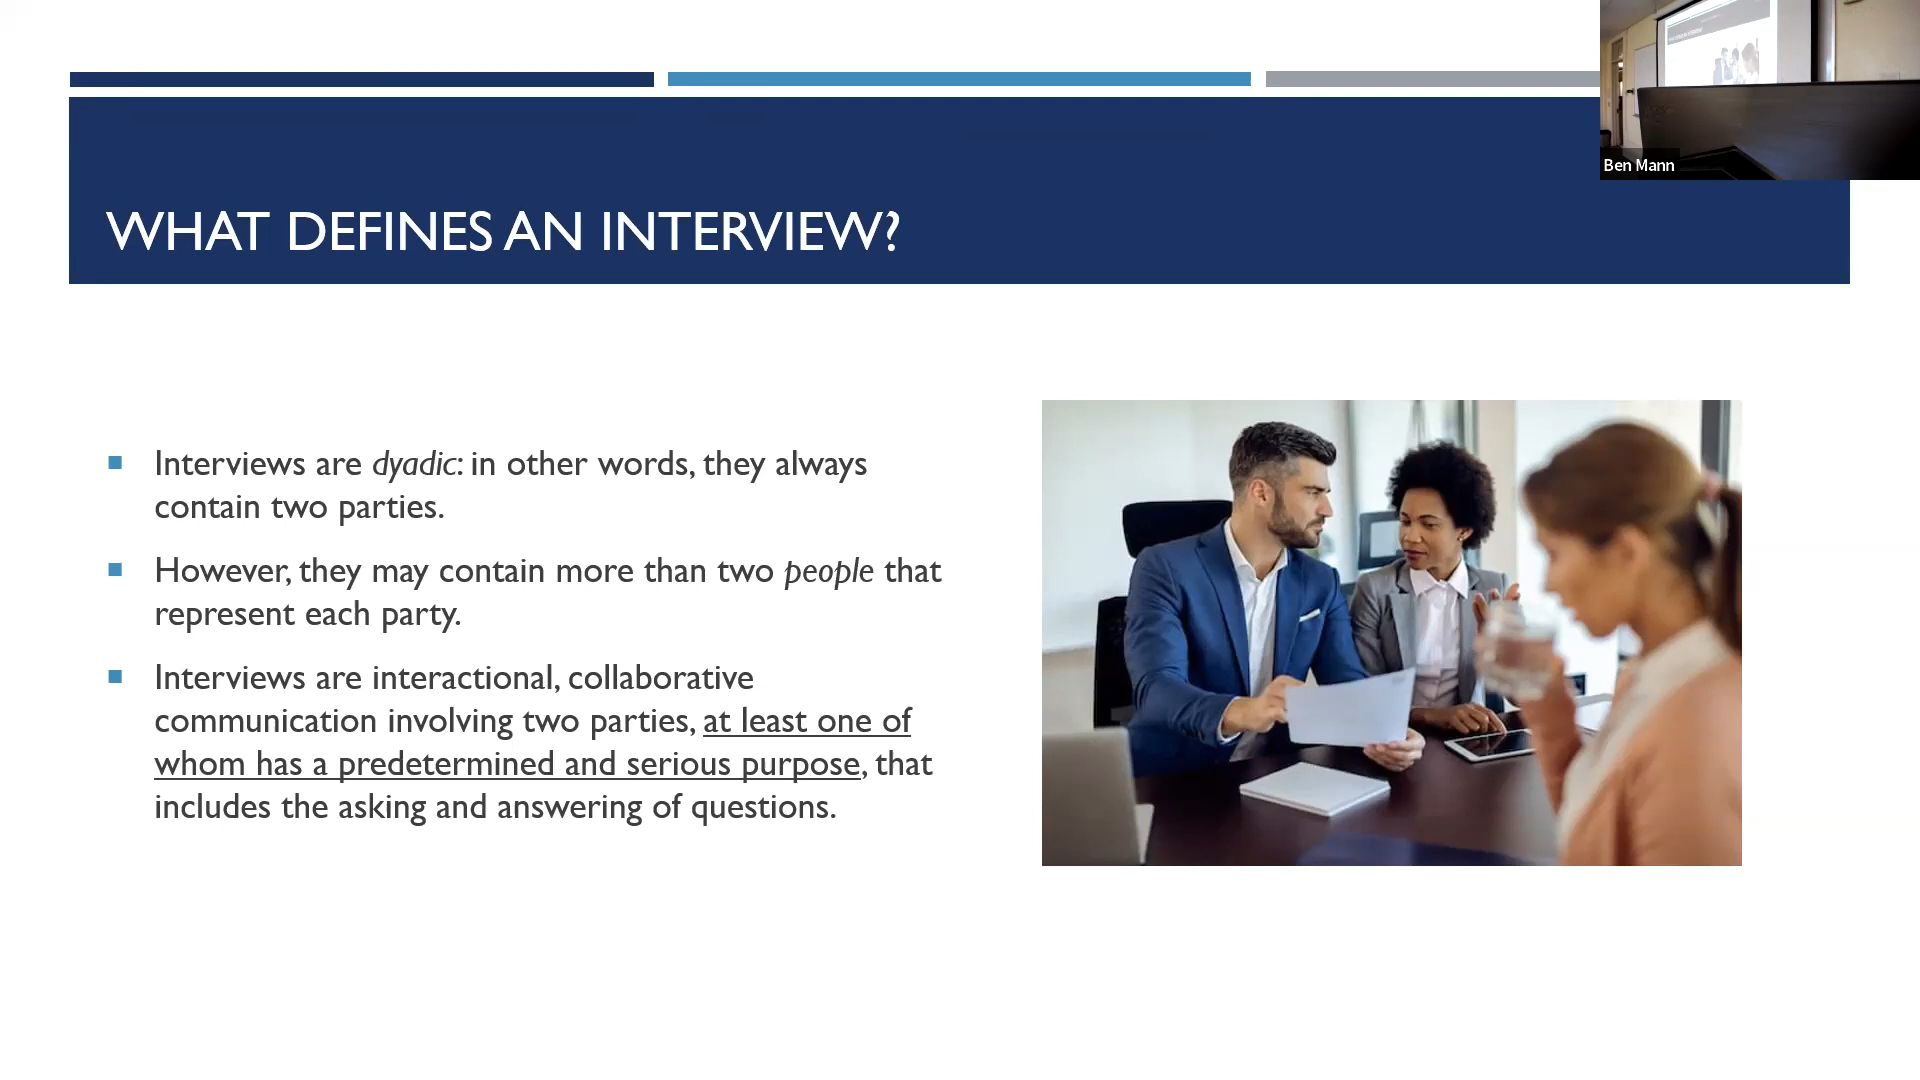 Ben Mann
WHAT DEFINES AN INTERVIEW?
Interviews are dyadic: in other words, they always
contain two parties.
However, they may contain more than two people that
represent each party.
Interviews are interactional, collaborative
communication involving two parties, at least one of
whom has a predetermined and serious purpose, that
includes the asking and answering of questions.